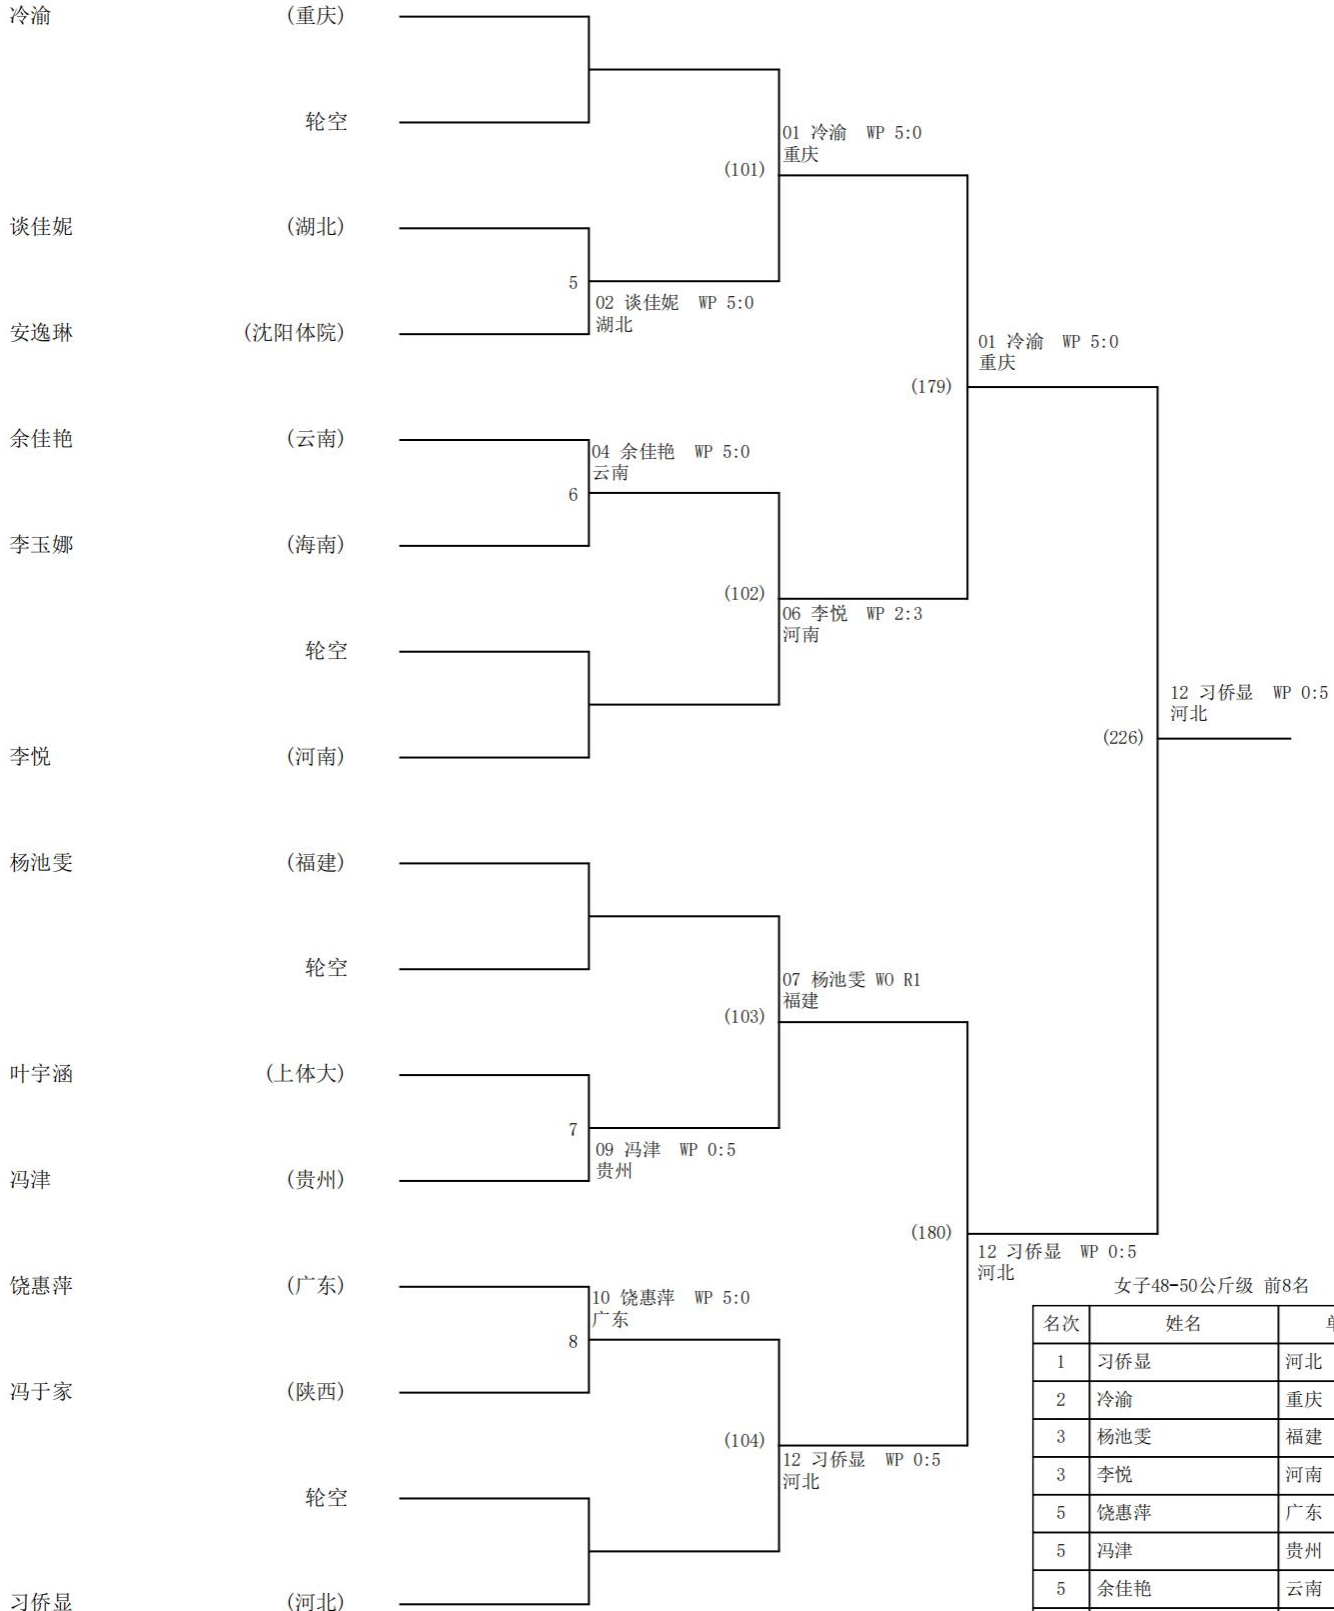 冷渝 (重庆)
轮空
01 冷渝 WP 5:0
重庆
(101)
谈佳妮 (湖北)
5
02 谈佳妮 WP 5:0
湖北
安逸琳 (沈阳体院)
01 冷渝 WP 5:0
重庆
(179)
余佳艳 (云南)
04 余佳艳 WP 5:0
云南
6
李玉娜 (海南)
(102)
06 李悦 WP 2:3
河南
轮空
12 习侨显 WP 0:5
河北
(226)
李悦 (河南)
杨池雯 (福建)
轮空
07 杨池雯 WO R1
福建
(103)
叶宇涵 (上体大)
7
09 冯津 WP 0:5
贵州
冯津 (贵州)
(180)
12 习侨显 WP 0:5
河北
饶惠萍 (广东)
10 饶惠萍 WP 5:0
广东
8
冯于家 (陕西)
(104)
12 习侨显 WP 0:5
河北
轮空
习侨显 (河北)
女子48-50公斤级 前8名
名次 姓名
1 习侨显 河北
2 冷渝 重庆
3 杨池雯 福建
3 李悦 河南
5 饶惠萍 广东
5 冯津 贵州
5 余佳艳 云南